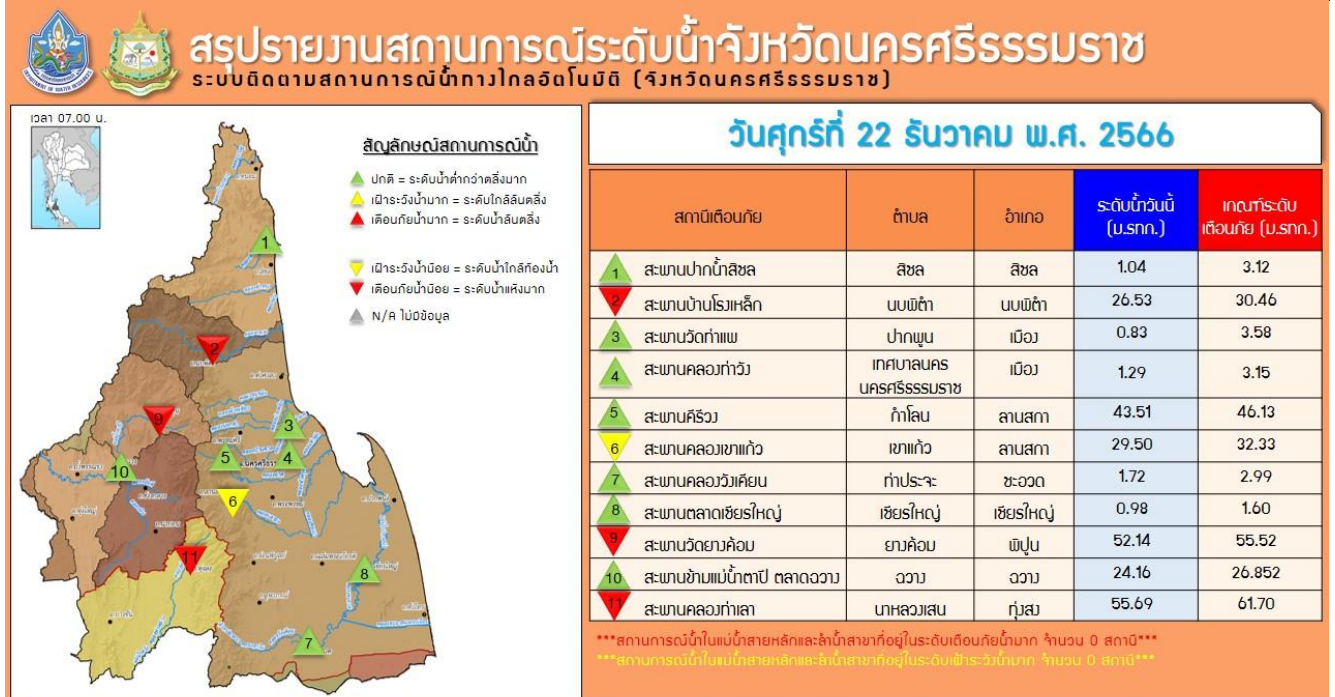 สรุปรายงานสถานการณ์ระดับน้ำจังหวัดนครศรีธรรมราช
ระบบติดตามสถานการณ์น้ำทางไกลอัตโนมัติ (จังหวัดนครศรีธรรมราช)
เวลา 07.00 น.
สัญลักษณ์สถานการณ์น้ำ
ปกติ = ระดับน้ำต่ำกว่าตลิ่งมาก
เฝ้าระวังน้ำมาก = ระดับใกล้ล้นตลิ่ง
เตือนภัยน้ำมาก = ระดับน้ำล้นตลิ่ง
เฝ้าระวังน้ำน้อย = ระดับน้ำใกล้ท้องน้ำ
เตือนภัยน้ำน้อย = ระดับน้ำแห้งมาก
N/A ไม่มีข้อมูล
1
2
9
3
5
4
10
6
11
8
7
วันศุกร์ที่ 22 ธันวาคม พ.ศ. 2566
สถานีเตือนภัย ตำบล อำเภอ ระดับน้ำวันนี้ (ม.รทก.) เกณฑ์ระดับเตือนภัย (ม.รทก.)
1 สะพานปากน้ำสิชล สิชล สิชล 1.04 3.12
2 สะพานบ้านโรงเหล็ก นบพิตำ นบพิตำ 26.53 30.46
3 สะพานวัดท่าแพ ปากพูน เมือง 0.83 3.58
4 สะพานคลองท่าวัง เทศบาลนครนครศรีธรรมราช เมือง 1.29 3.15
5 สะพานคีรีวง กำโลน ลานสกา 43.51 46.13
6 สะพานคลองเขาแก้ว เขาแก้ว ลานสกา 29.50 32.33
7 สะพานคลองวังเคียน ท่าประจะ ชะอวด 1.72 2.99
8 สะพานตลาดเชียรใหญ่ เชียรใหญ่ เชียรใหญ่ 0.98 1.60
9 สะพานวัดยางค้อม ยางค้อม พิปูน 52.14 55.52
10 สะพานข้ามแม่น้ำตาปี ตลาดฉวาง ฉวาง ฉวาง 24.16 26.852
11 สะพานคลองท่าเลา นาหลวงเสน ทุ่งสง 55.69 61.70
***สถานการณ์น้ำในแม่น้ำสายหลักและลำน้ำสาขาที่อยู่ในระดับเตือนภัยน้ำมาก จำนวน 0 สถานี***
***สถานการณ์น้ำในแม่น้ำสายหลักและลำน้ำสาขาที่อยู่ในระดับเฝ้าระวังน้ำมาก จำนวน 0 สถานี***